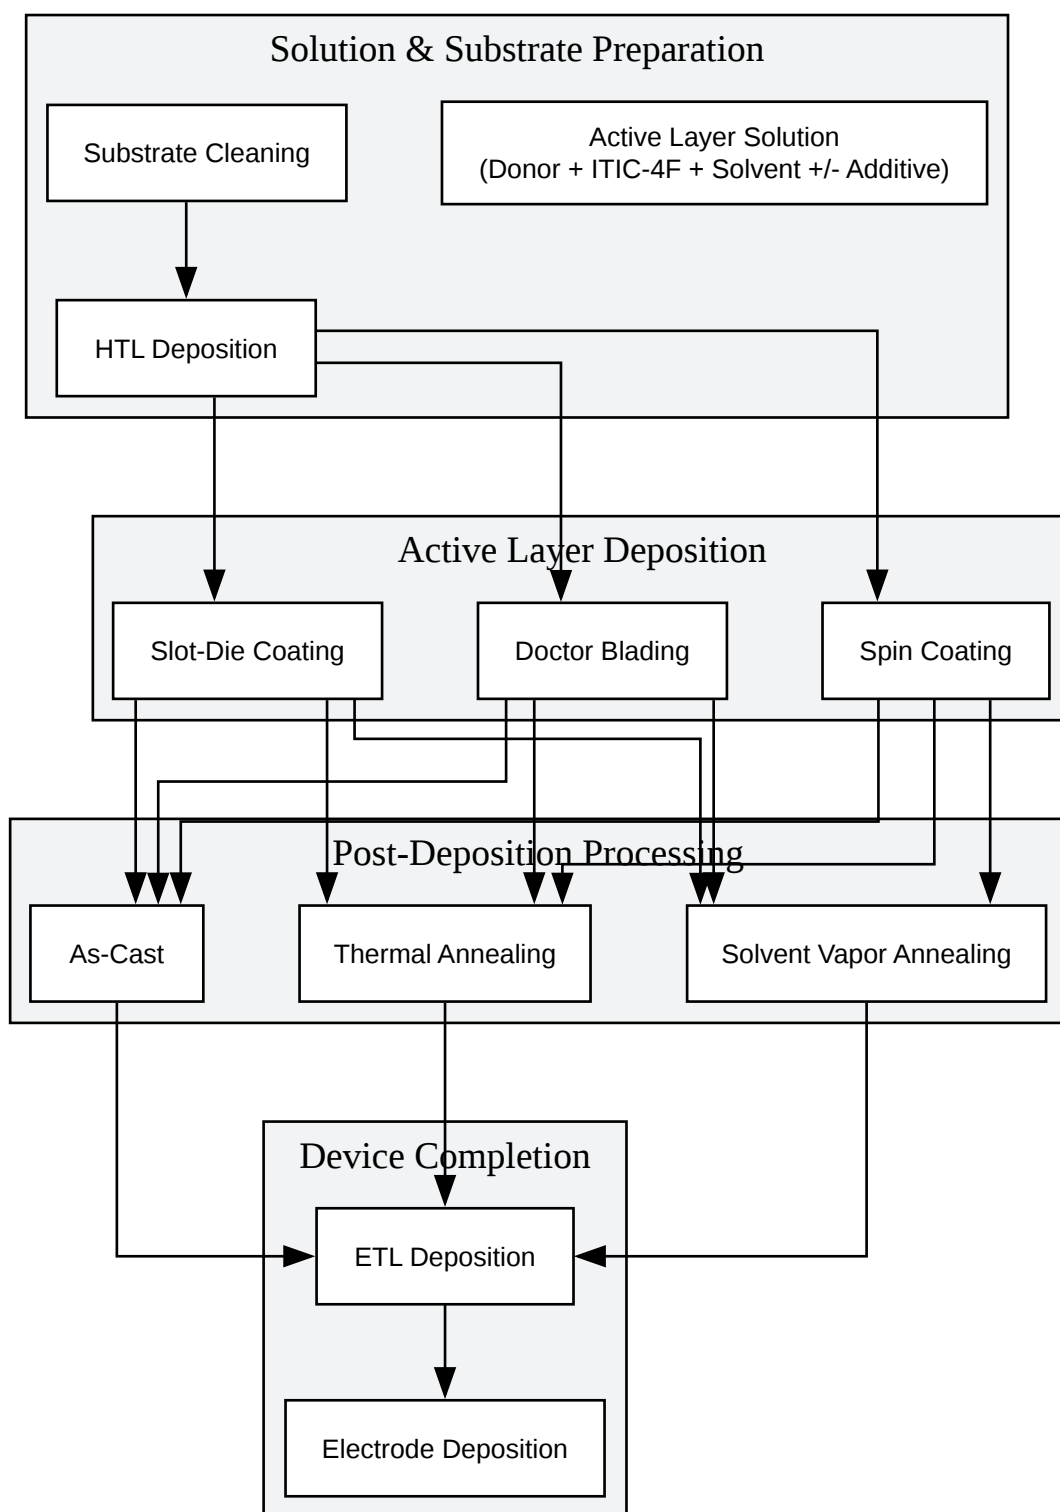 Solution & Substrate Preparation
Substrate Cleaning
Active Layer Solution
(Donor + ITIC-4F + Solvent +/- Additive)
HTL Deposition
Active Layer Deposition
Slot-Die Coating
Doctor Blading
Spin Coating
Post-Deposition Processing
As-Cast
Thermal Annealing
Solvent Vapor Annealing
Device Completion
ETL Deposition
Electrode Deposition